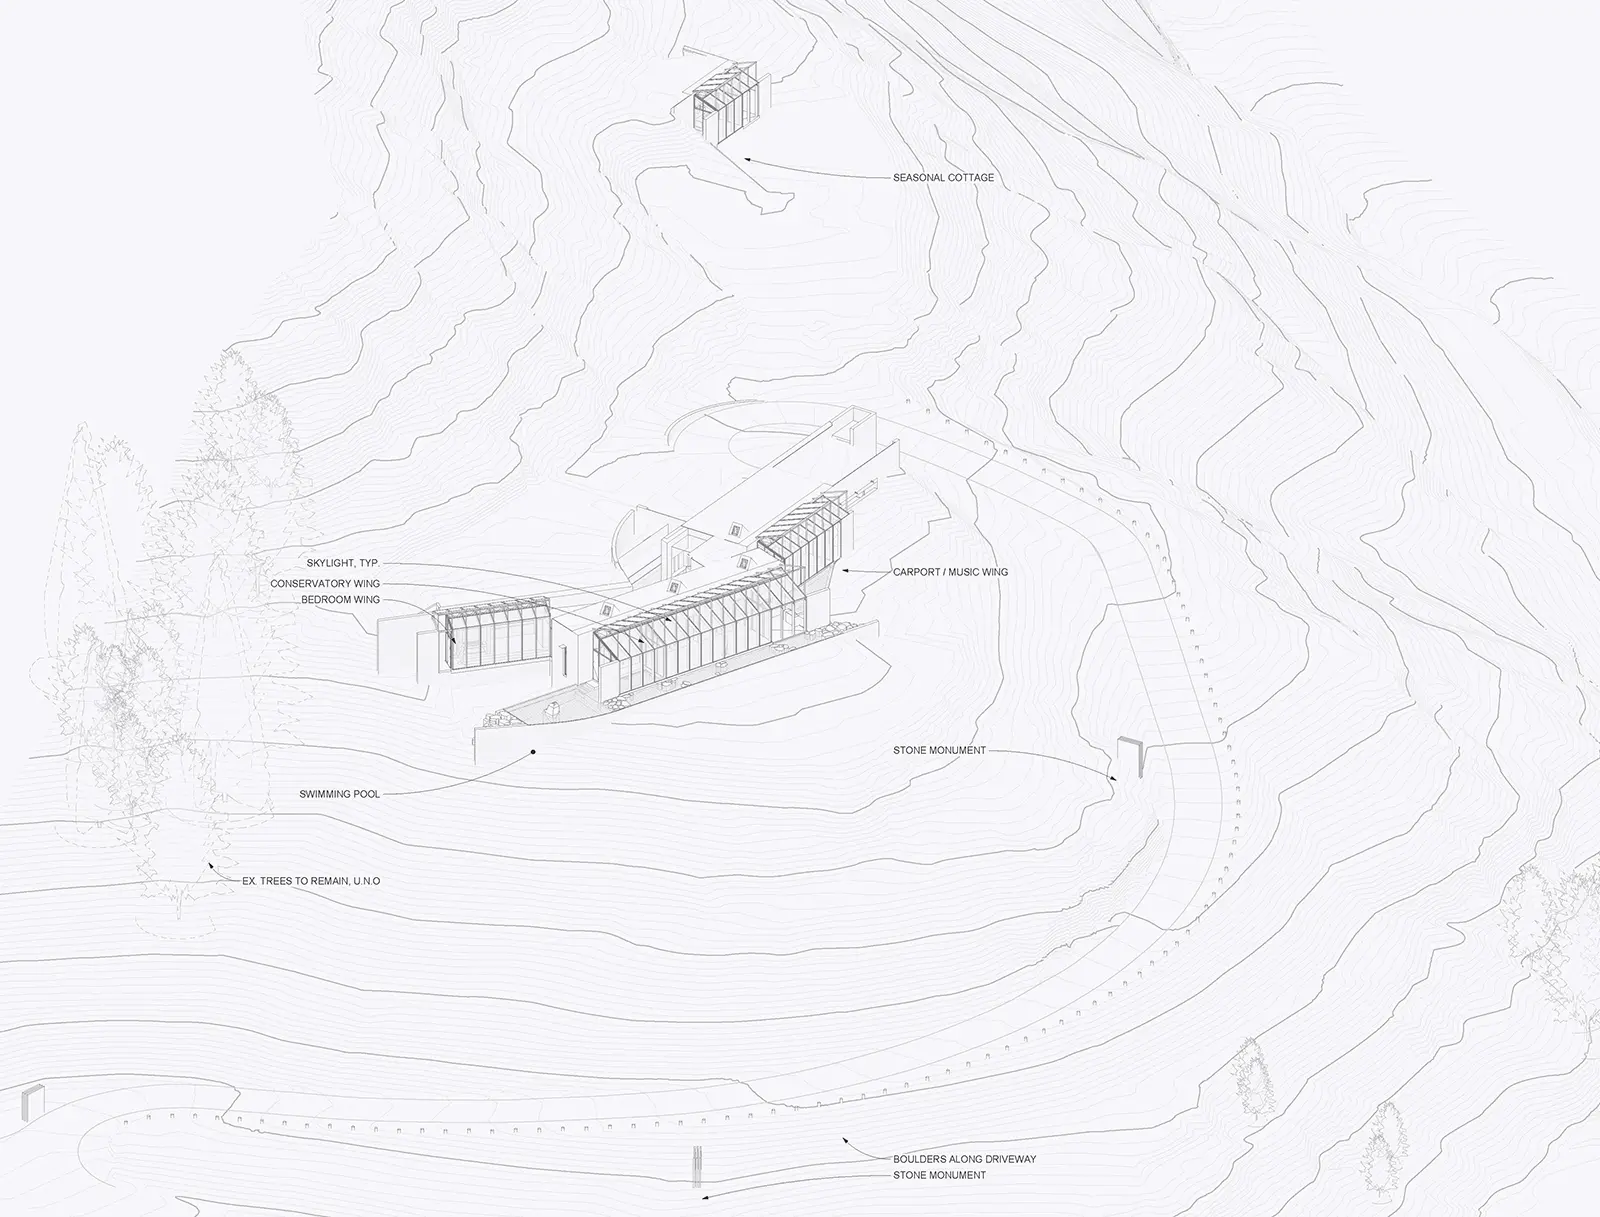 SEASONAL COTTAGE
SKYLIGHT, TYP.
CONSERVATORY WING
BEDROOM WING
CARPORT / MUSIC WING
STONE MONUMENT
SWIMMING POOL
EX. TREES TO REMAIN, U.N.O
BOULDERS ALONG DRIVEWAY
STONE MONUMENT